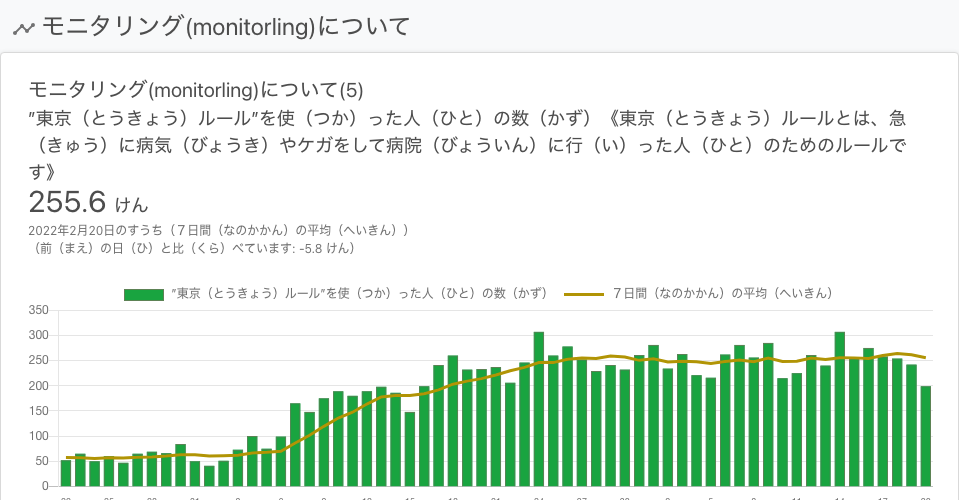 モニタリング(monitorling)について
モニタリング(monitorling)について(5)
”東京（とうきょう）ルール”を使（つか）った人（ひと）の数（かず）《東京（とうきょう）ルールとは、急
（きゅう）に病気（びょうき）やケガをして病院（びょういん）に行（い）った人（ひと）のためのルールで
す》
255.6 けん
2022年2月20日のすうち（７日間（なのかかん）の平均（へいきん））
（前（まえ）の日（ひ）と比（くら）べています: -5.8 けん）
”東京（とうきょう）ルール”を使（つか）った人（ひと）の数（かず） ７日間（なのかかん）の平均（へいきん）
350
300
250
200
150
100
50
0